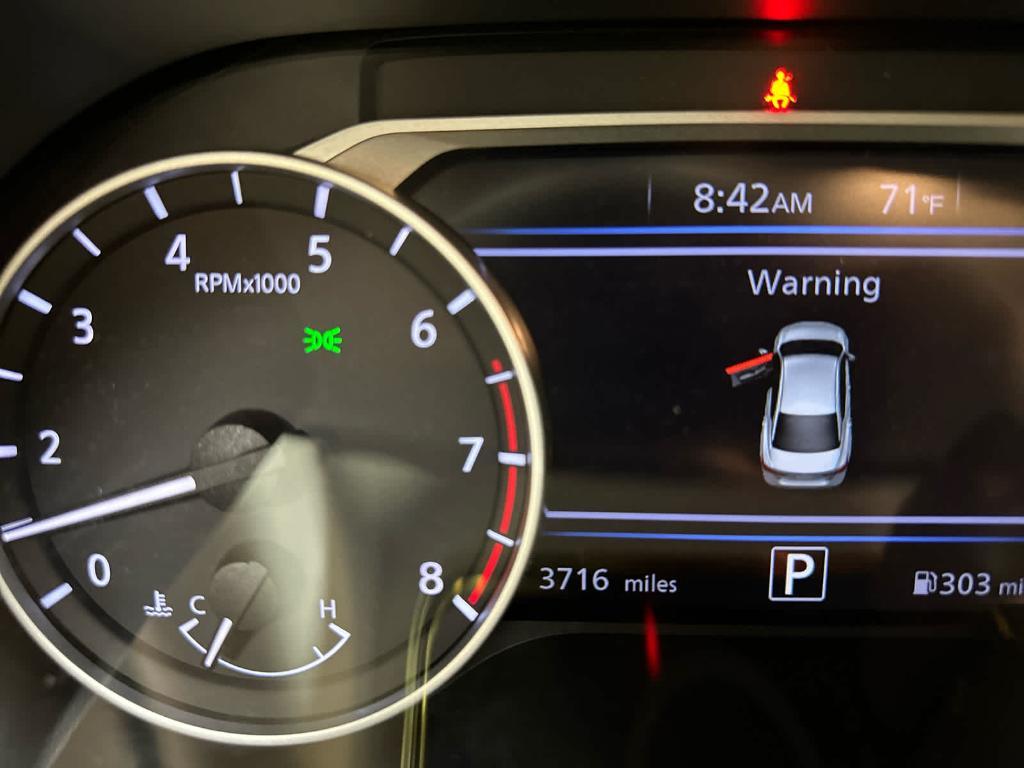 8:42AM 71°F
Warning
4 5
RPMx1000
3 6
2 7
0 8
C H
3716 miles P 303 mi